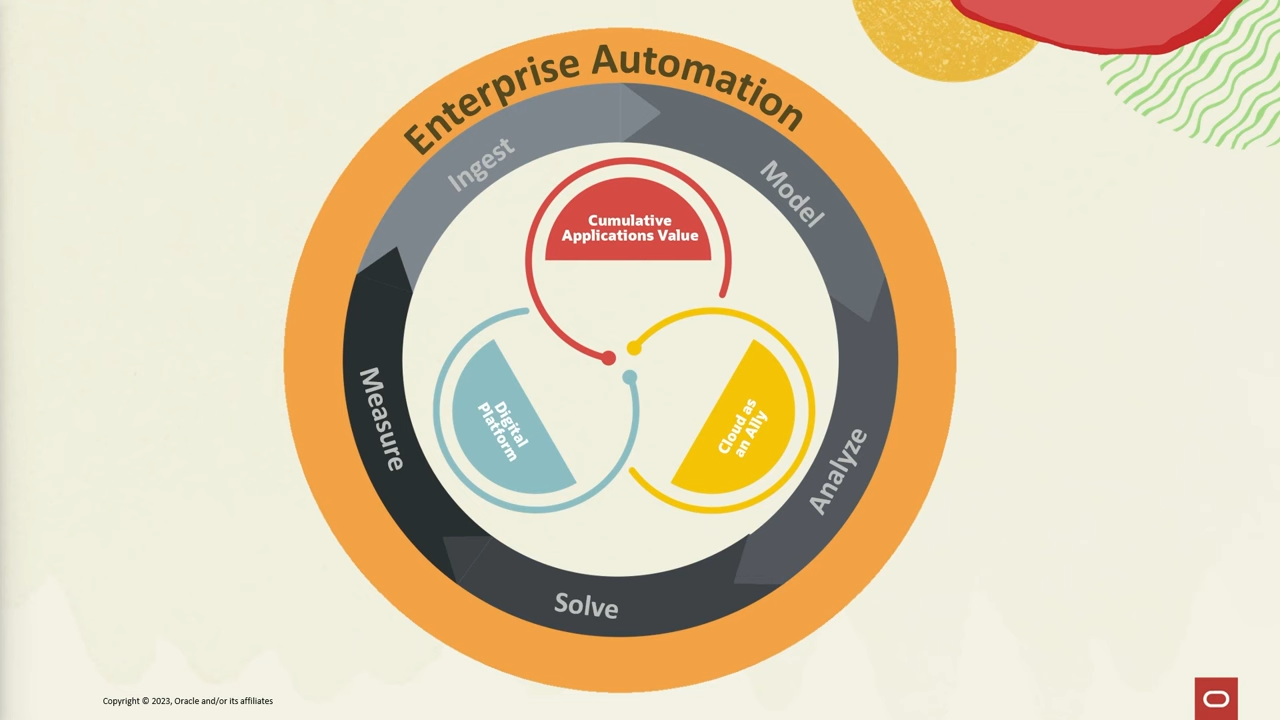 Enterprise Automation
Ingest
Model
Analyze
Solve
Measure
Cumulative
Applications Value
Cloud as
an Ally
Digital
Platform
Copyright © 2023, Oracle and/or its affiliates